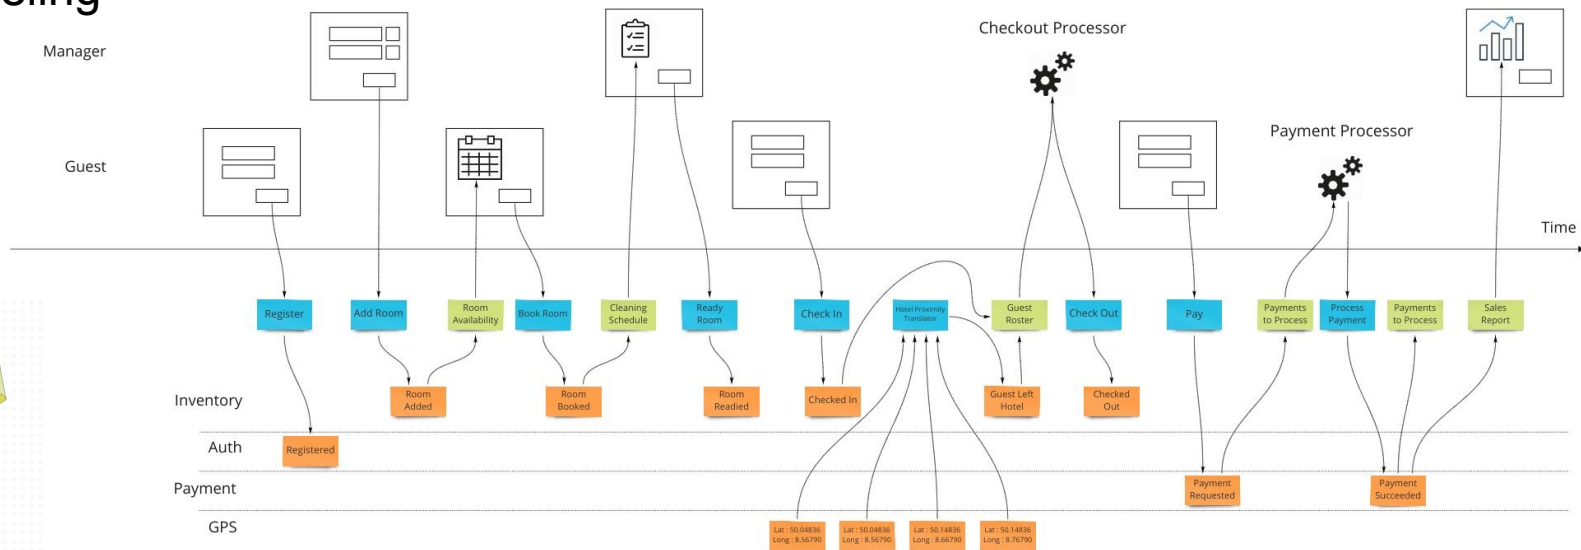 eling
Manager
Checkout Processor
Guest
Payment Processor
Time
Register
Add Room
Room
Availability
Book Room
Cleaning
Schedule
Ready
Room
Check In
Hotel Proximity
Translator
Guest
Roster
Check Out
Pay
Payments
to Process
Process
Payment
Payments
to Process
Sales
Report
Inventory
Room
Added
Room
Booked
Room
Readied
Checked In
Guest Left
Hotel
Checked
Out
Auth
Registered
Payment
Payment
Requested
Payment
Succeeded
GPS
Lat : 50.04836
Long : 8.56790
Lat : 50.04836
Long : 8.56790
Lat : 50.14836
Long : 8.66790
Lat : 50.14836
Long : 8.76790